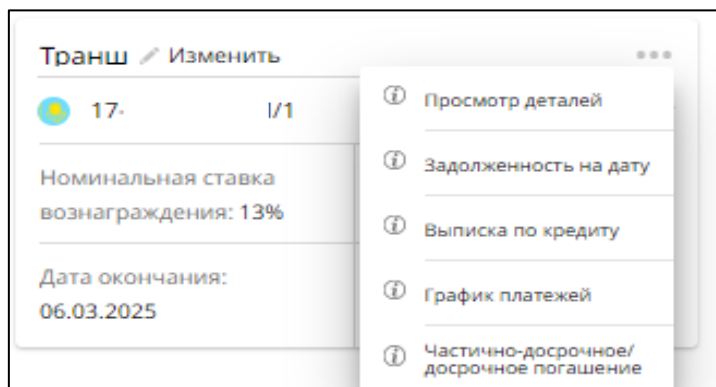 Транш Изменить
17- I/1
Номинальная ставка
вознаграждения: 13%
Дата окончания:
06.03.2025
Просмотр деталей
Задолженность на дату
Выписка по кредиту
График платежей
Частично-досрочное/
досрочное погашение